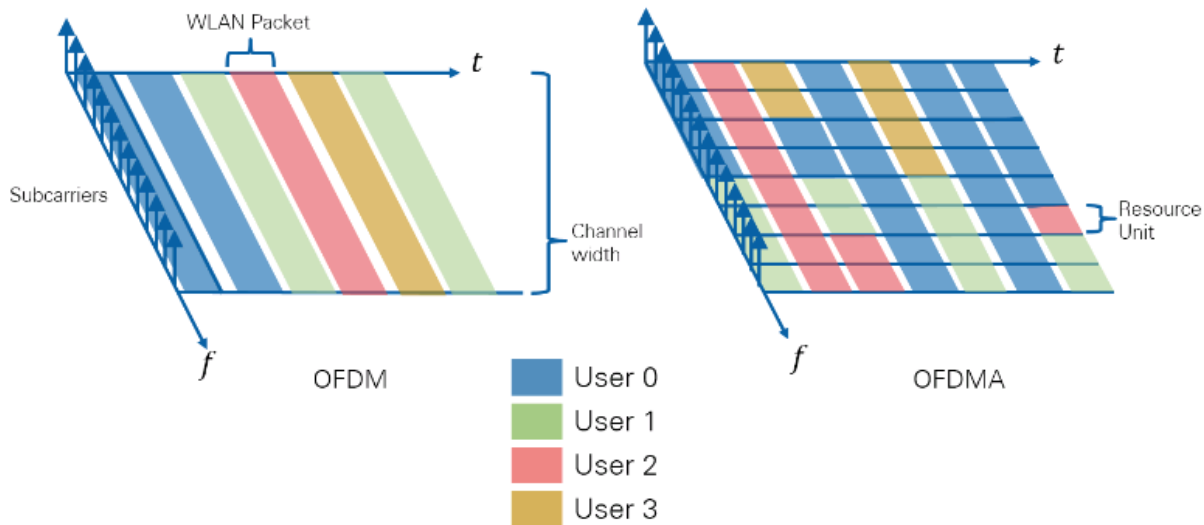 WLAN Packet
t
Subcarriers
Channel
width
f
OFDM
t
Resource
Unit
f
OFDMA
User 0
User 1
User 2
User 3